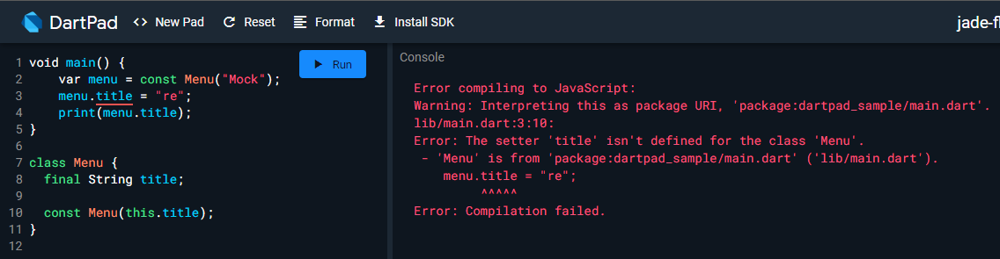 DartPad <> New Pad Reset Format Install SDK jade-fl
Run
Console
1 void main() {
2 var menu = const Menu("Mock");
3 menu.title = "re";
4 print(menu.title);
5 }
6
7 class Menu {
8 final String title;
9
10 const Menu(this.title);
11 }
12
Error compiling to JavaScript:
Warning: Interpreting this as package URI, 'package:dartpad_sample/main.dart'.
lib/main.dart:3:10:
Error: The setter 'title' isn't defined for the class 'Menu'.
- 'Menu' is from 'package:dartpad_sample/main.dart' ('lib/main.dart').
menu.title = "re";
^^^^^
Error: Compilation failed.